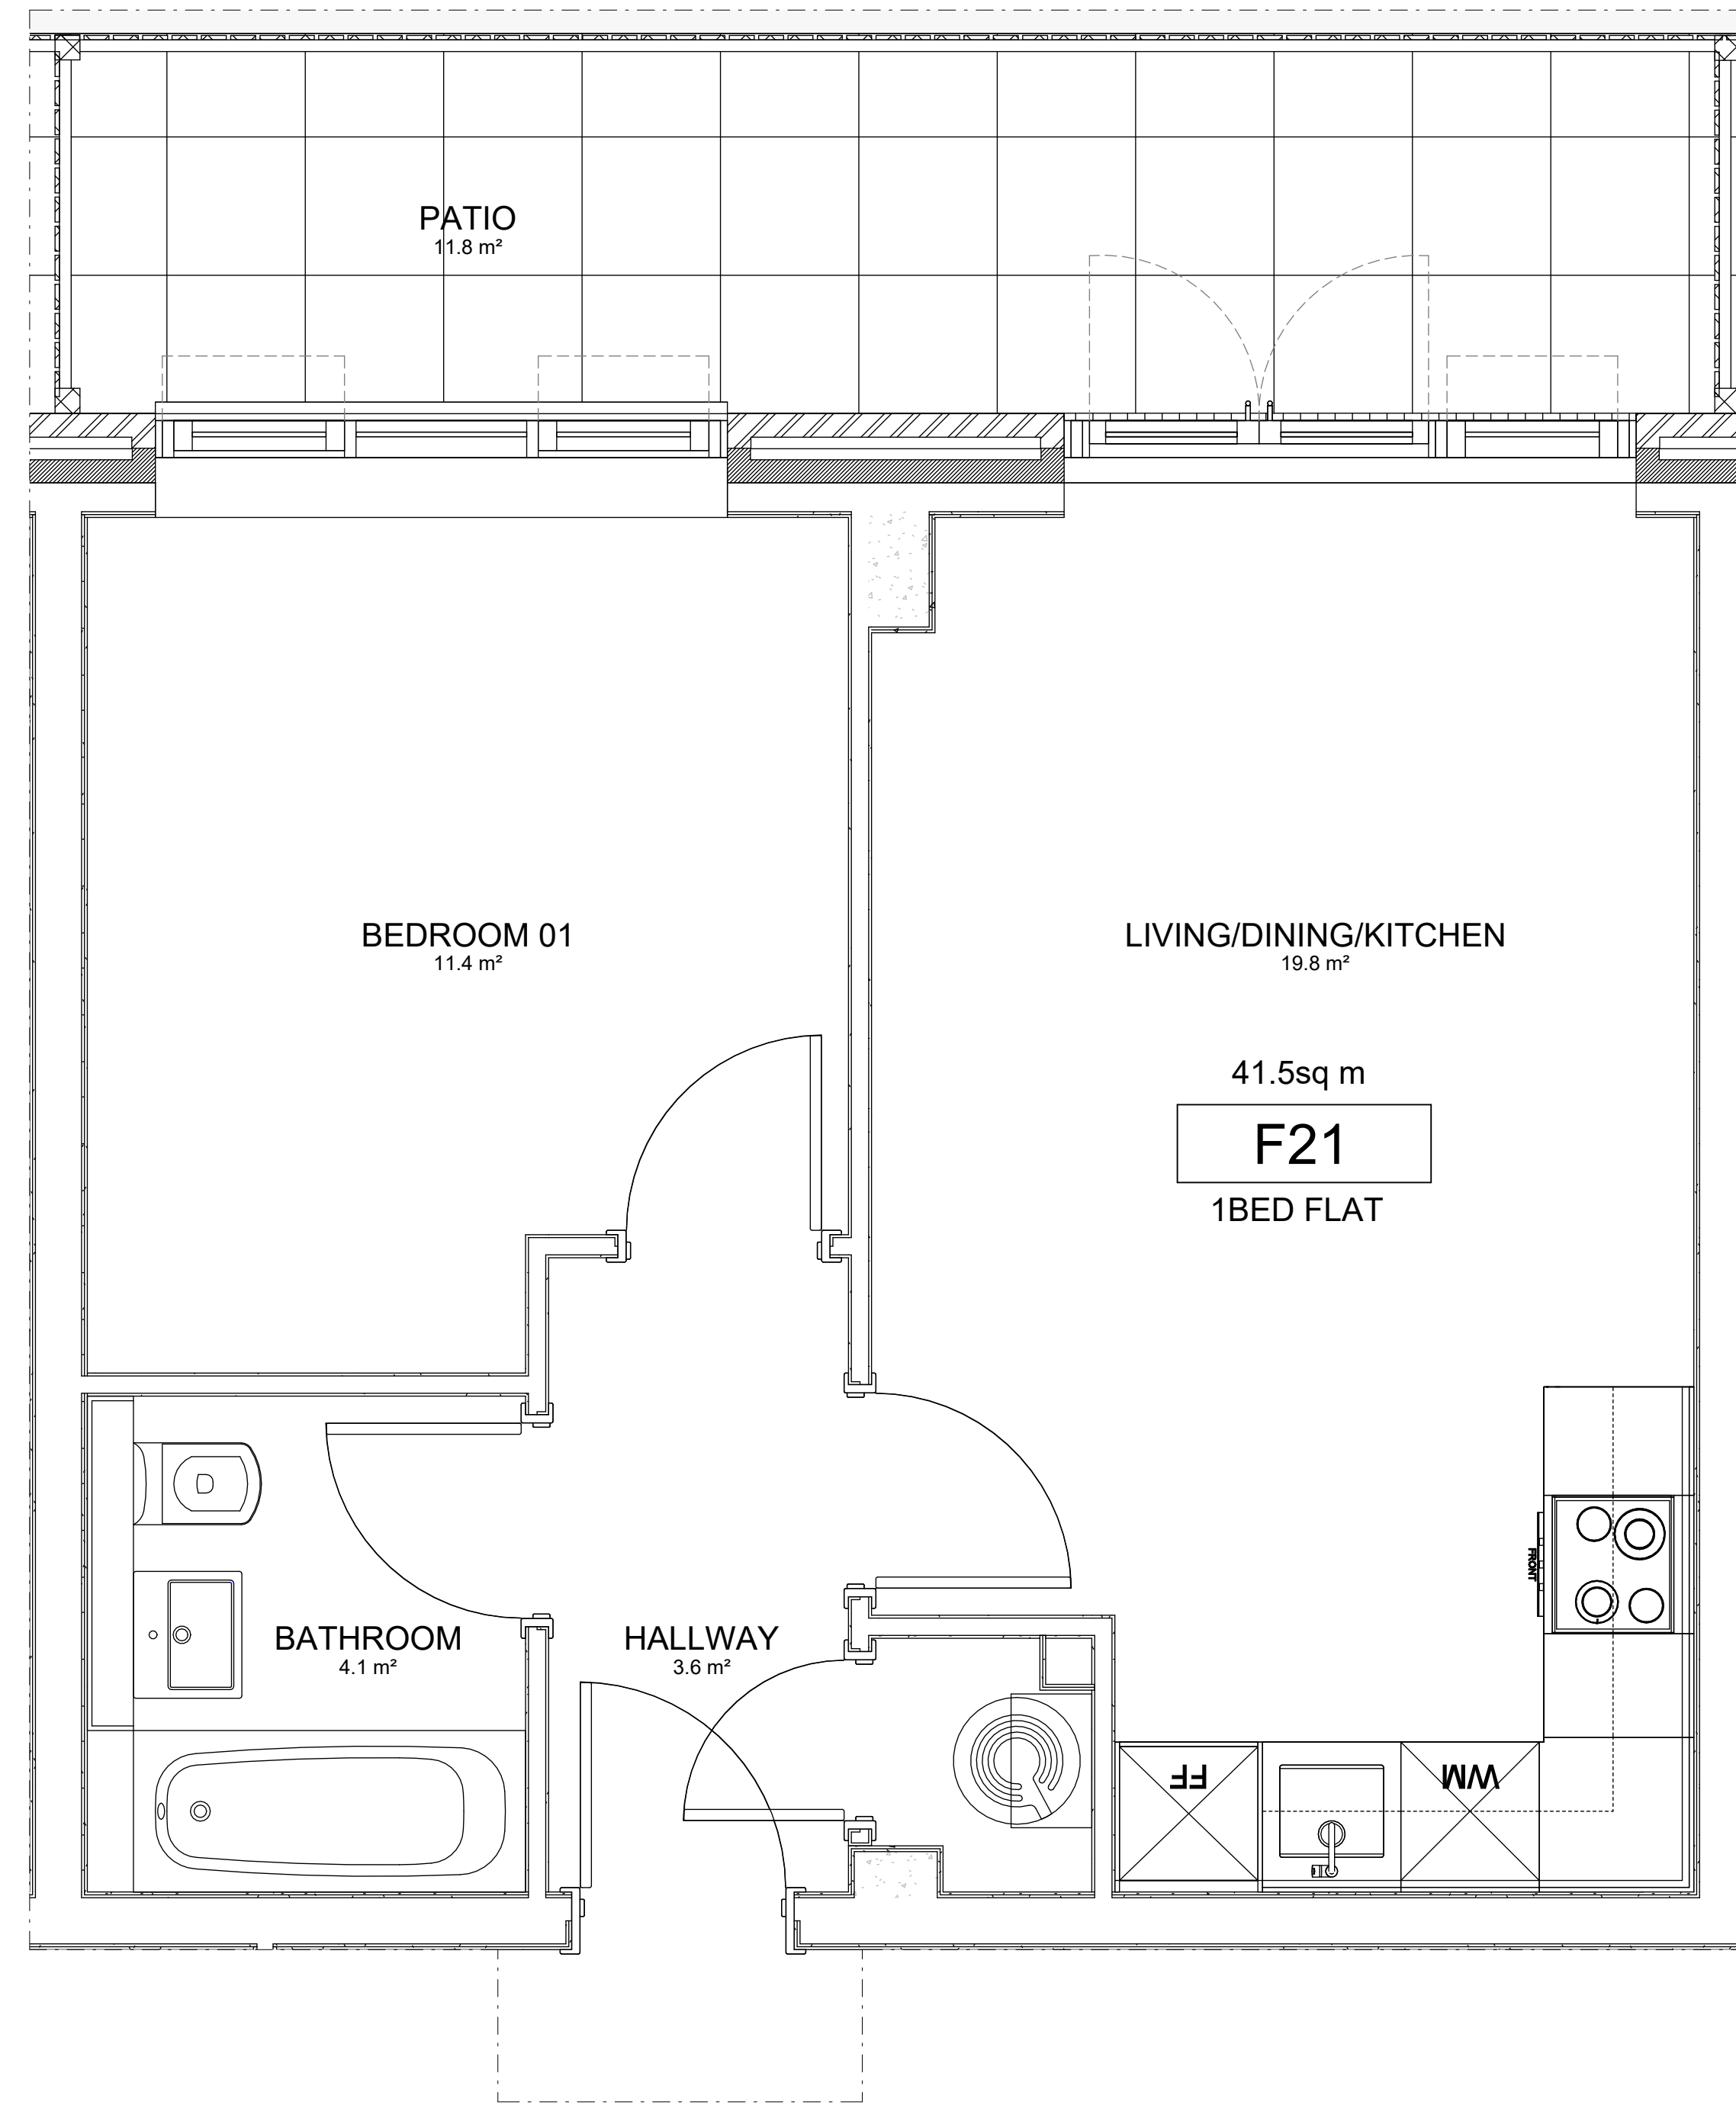 PATIO
11.8 m²
BEDROOM 01
11.4 m²
LIVING/DINING/KITCHEN
19.8 m²
41.5sq m
F21
1BED FLAT
FRONT
BATHROOM
4.1 m²
HALLWAY
3.6 m²
FF
WM